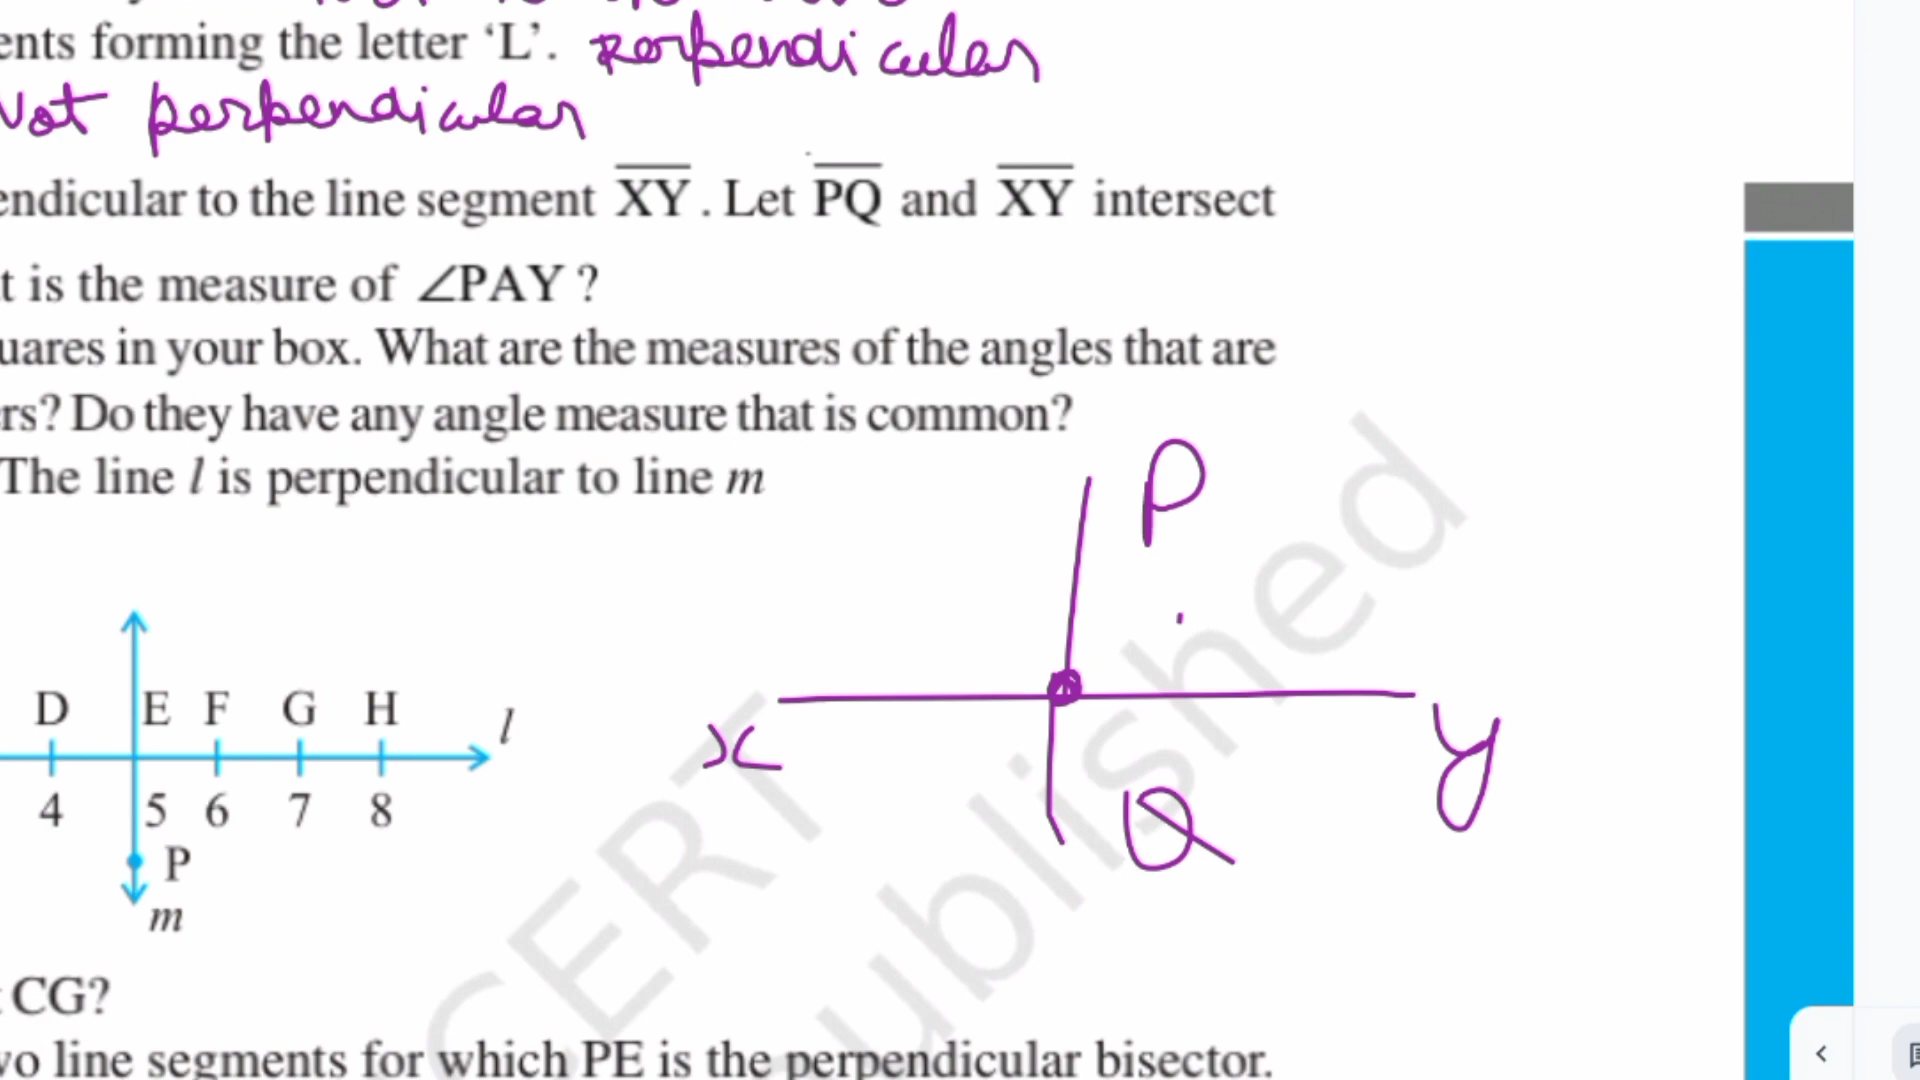 ents forming the letter ‘L’. Perpendicular
Not perpendicular
endicular to the line segment XY. Let PQ and XY intersect
t is the measure of ∠PAY ?
uares in your box. What are the measures of the angles that are
rs? Do they have any angle measure that is common?
The line l is perpendicular to line m
P
D E F G H l
x y
4 5 6 7 8
Q
P
m
CG?
wo line segments for which PE is the perpendicular bisector.
CERT
ublished